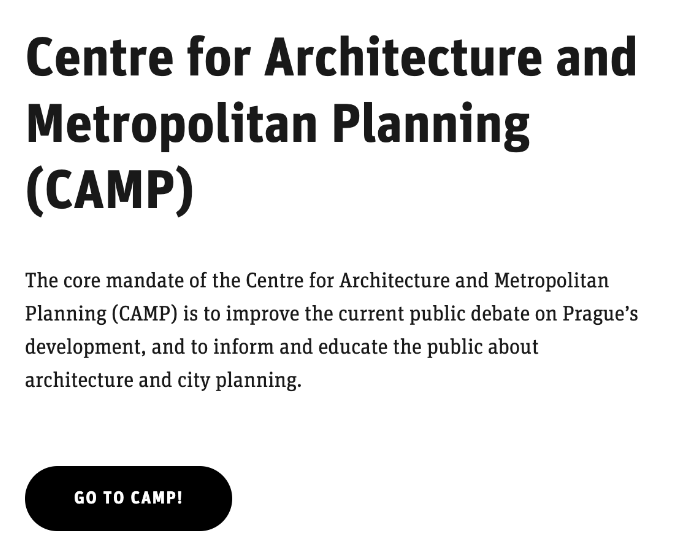 Centre for Architecture and
Metropolitan Planning
(CAMP)
The core mandate of the Centre for Architecture and Metropolitan
Planning (CAMP) is to improve the current public debate on Prague’s
development, and to inform and educate the public about
architecture and city planning.
GO TO CAMP!